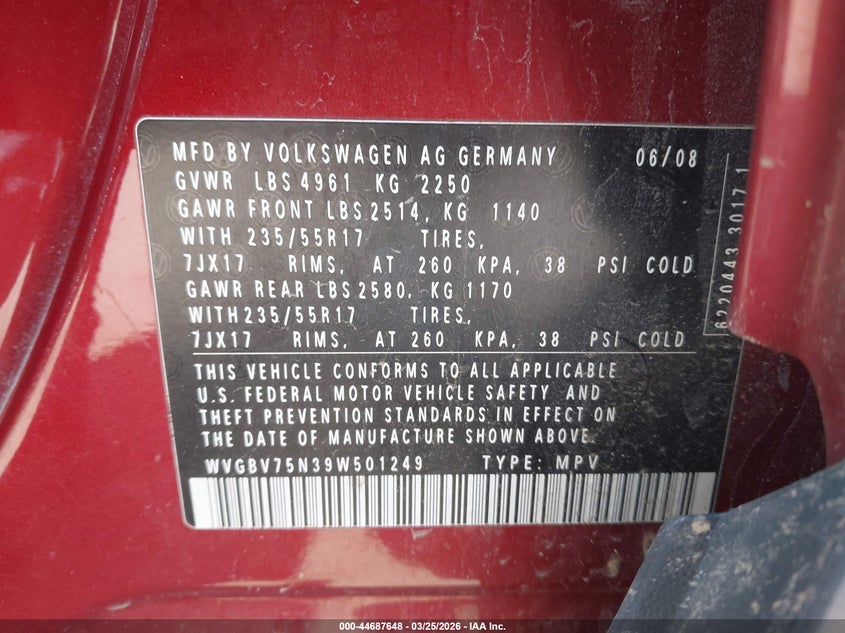 MFD BY VOLKSWAGEN AG GERMANY 06/08
GVWR LBS 4961 KG 2250
GAWR FRONT LBS 2514, KG 1140
WITH 235/55R17 TIRES,
7JX17 RIMS, AT 260 KPA, 38 PSI COLD
GAWR REAR LBS 2580, KG 1170
WITH 235/55R17 TIRES,
7JX17 RIMS, AT 260 KPA, 38 PSI COLD
THIS VEHICLE CONFORMS TO ALL APPLICABLE
U.S. FEDERAL MOTOR VEHICLE SAFETY AND
THEFT PREVENTION STANDARDS IN EFFECT ON
THE DATE OF MANUFACTURE SHOWN ABOVE.
WVGBV75N39W501249 TYPE: MPV
6220443 3017 1
000-44687648 - 03/25/2026 - IAA Inc.